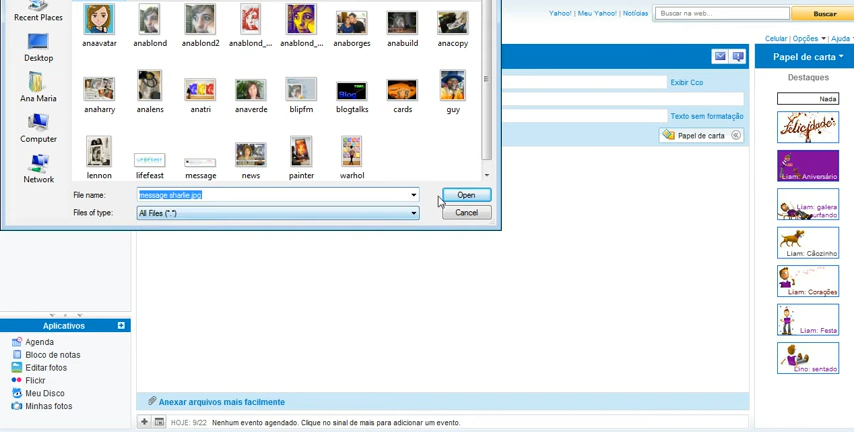 Recent Places
Desktop
Ana Maria
Computer
Network
anaavatar
anablond
anablond2
anablond_...
anablond_...
anaborges
anabuild
anacopy
anaharry
analens
anatri
anaverde
blipfm
blogtalks
cards
guy
lennon
lifefeast
message
news
painter
warhol
File name:
message sharlie.jpg
Open
Files of type:
All Files (*.*)
Cancel
Yahoo! | Meu Yahoo! | Notícias
Buscar na web...
Buscar
Celular | Opções | Ajuda
Papel de carta
Exibir Cco
Texto sem formatação
Papel de carta
Destaques
Nada
Felicidade
Liam: Aniversário
Liam: galera
surfando
Liam: Cãozinho
Liam: Corações
Liam: Festa
Lino: sentado
Aplicativos
Agenda
Bloco de notas
Editar fotos
Flickr
Meu Disco
Minhas fotos
Anexar arquivos mais facilmente
HOJE: 9/22 Nenhum evento agendado. Clique no sinal de mais para adicionar um evento.